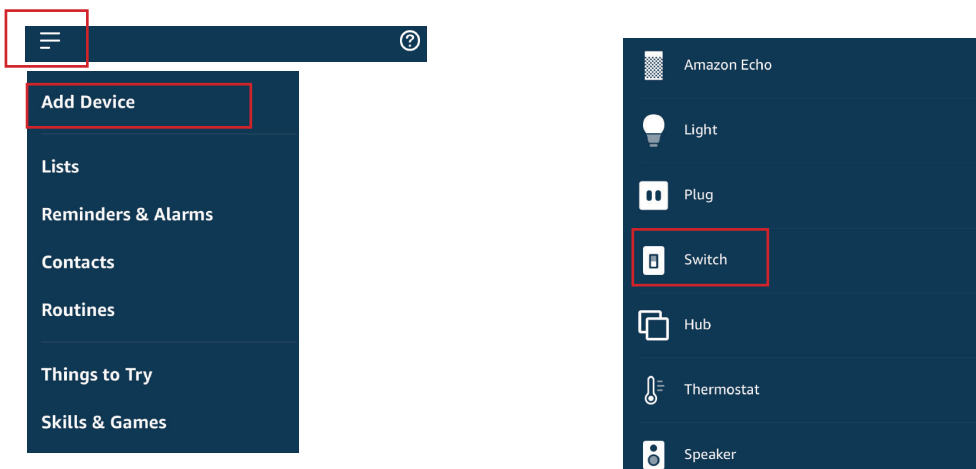 Add Device
Lists
Reminders & Alarms
Contacts
Routines
Things to Try
Skills & Games
Amazon Echo
Light
Plug
Switch
Hub
Thermostat
Speaker